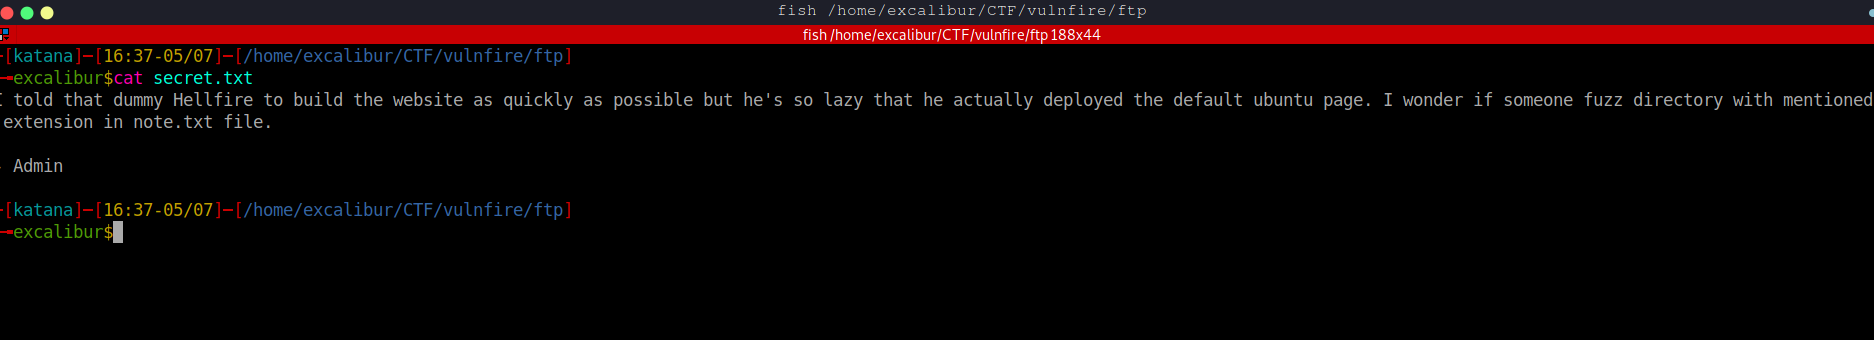 fish /home/excalibur/CTF/vulnfire/ftp
fish /home/excalibur/CTF/vulnfire/ftp 188x44
-[katana]-[16:37-05/07]-[/home/excalibur/CTF/vulnfire/ftp]
excalibur$cat secret.txt
I told that dummy Hellfire to build the website as quickly as possible but he's so lazy that he actually deployed the default ubuntu page. I wonder if someone fuzz directory with mentioned
extension in note.txt file.
- Admin
-[katana]-[16:37-05/07]-[/home/excalibur/CTF/vulnfire/ftp]
excalibur$